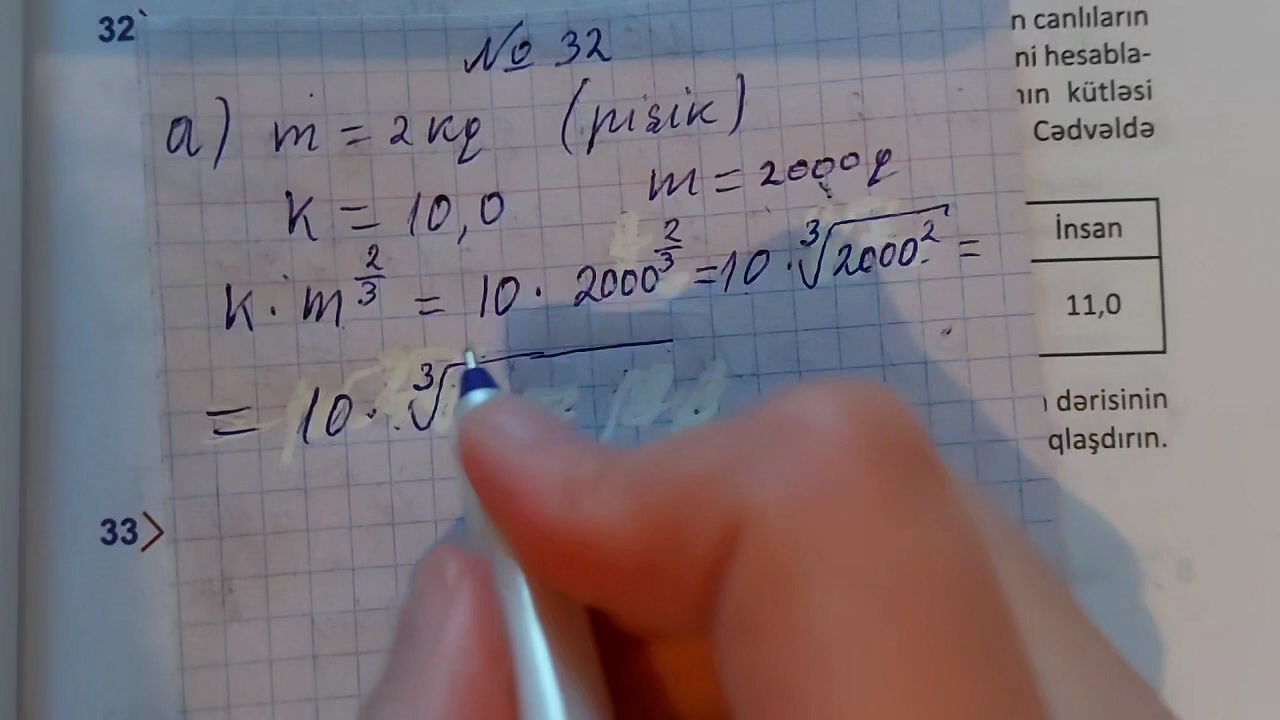 32
№ 32
n canlıların
ni hesabla-
nın kütləsi
Cədvəldə
a) m = 2 kq (pişik)
k = 10,0 m = 2000 q
k · m^(2/3) = 10 · 2000^(2/3) = 10 · ∛2000² =
= 10 · ∛
İnsan
11,0
dərisinin
qlaşdırın.
33